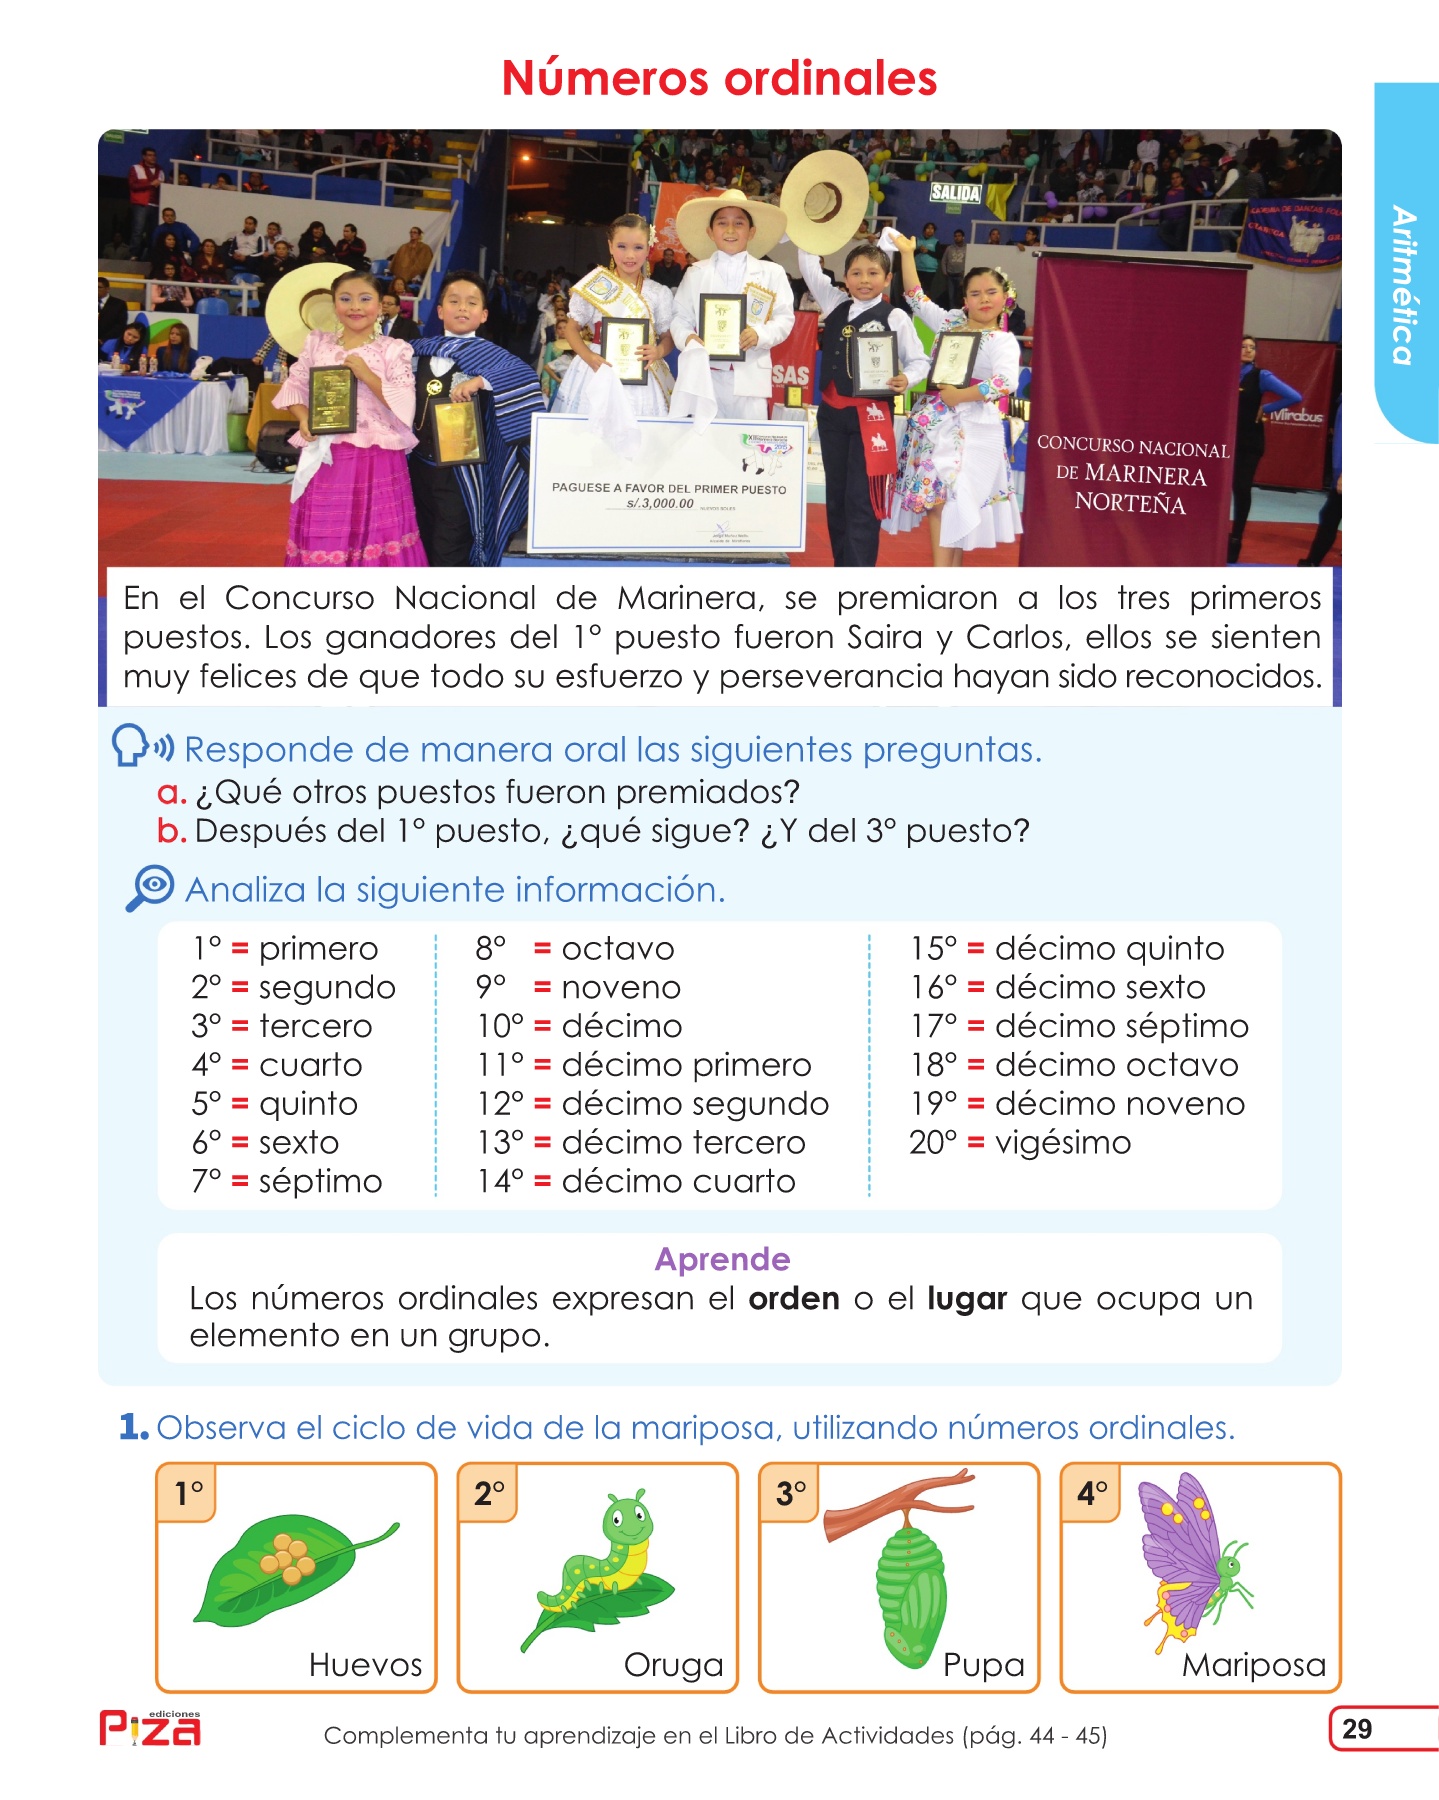 Números ordinales
Aritmética
SALIDA
SAS
Mirabus
PAGUESE A FAVOR DEL PRIMER PUESTO
s/.3,000.00
CONCURSO NACIONAL
DE MARINERA
NORTEÑA
En el Concurso Nacional de Marinera, se premiaron a los tres primeros
puestos. Los ganadores del 1° puesto fueron Saira y Carlos, ellos se sienten
muy felices de que todo su esfuerzo y perseverancia hayan sido reconocidos.
Responde de manera oral las siguientes preguntas.
a. ¿Qué otros puestos fueron premiados?
b. Después del 1° puesto, ¿qué sigue? ¿Y del 3° puesto?
Analiza la siguiente información.
1° = primero
2° = segundo
3° = tercero
4° = cuarto
5° = quinto
6° = sexto
7° = séptimo
8° = octavo
9° = noveno
10° = décimo
11° = décimo primero
12° = décimo segundo
13° = décimo tercero
14° = décimo cuarto
15° = décimo quinto
16° = décimo sexto
17° = décimo séptimo
18° = décimo octavo
19° = décimo noveno
20° = vigésimo
Aprende
Los números ordinales expresan el orden o el lugar que ocupa un
elemento en un grupo.
1. Observa el ciclo de vida de la mariposa, utilizando números ordinales.
1°
Huevos
2°
Oruga
3°
Pupa
4°
Mariposa
ediciones
Piza
Complementa tu aprendizaje en el Libro de Actividades (pág. 44 - 45)
29